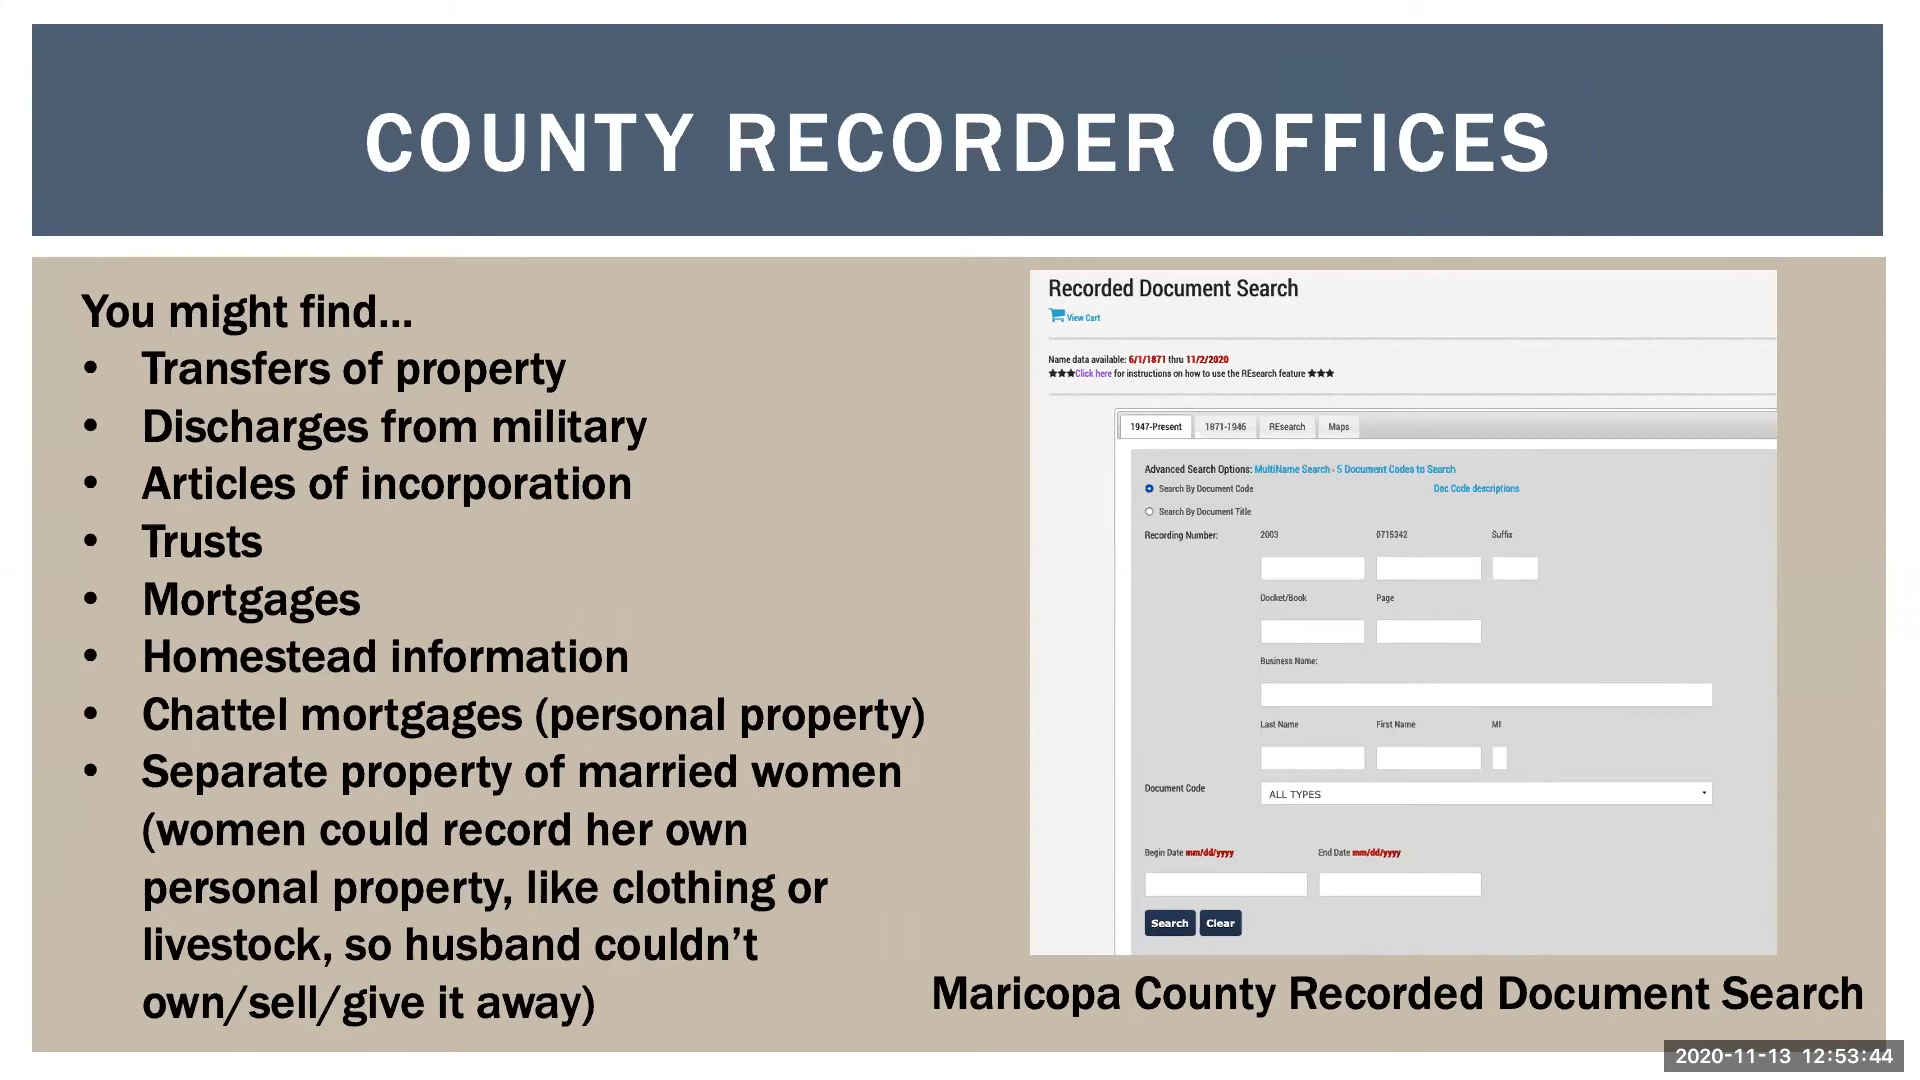 COUNTY RECORDER OFFICES
You might find...
• Transfers of property
• Discharges from military
• Articles of incorporation
• Trusts
• Mortgages
• Homestead information
• Chattel mortgages (personal property)
• Separate property of married women
(women could record her own
personal property, like clothing or
livestock, so husband couldn't
own/sell/give it away)
Recorded Document Search
View Cart
Name data available: 6/1/1871 thru 11/2/2020
★★★Click here for instructions on how to use the REsearch feature ★★★
1947-Present 1871-1946 REsearch Maps
Advanced Search Options: MultiName Search › 5 Document Codes to Search
Search By Document Code Doc Code descriptions
Search By Document Title
Recording Number: 2003 0715342 Suffix
Docket/Book Page
Business Name:
Last Name First Name MI
Document Code ALL TYPES
Begin Date mm/dd/yyyy End Date mm/dd/yyyy
Search Clear
Maricopa County Recorded Document Search
2020-11-13 12:53:44